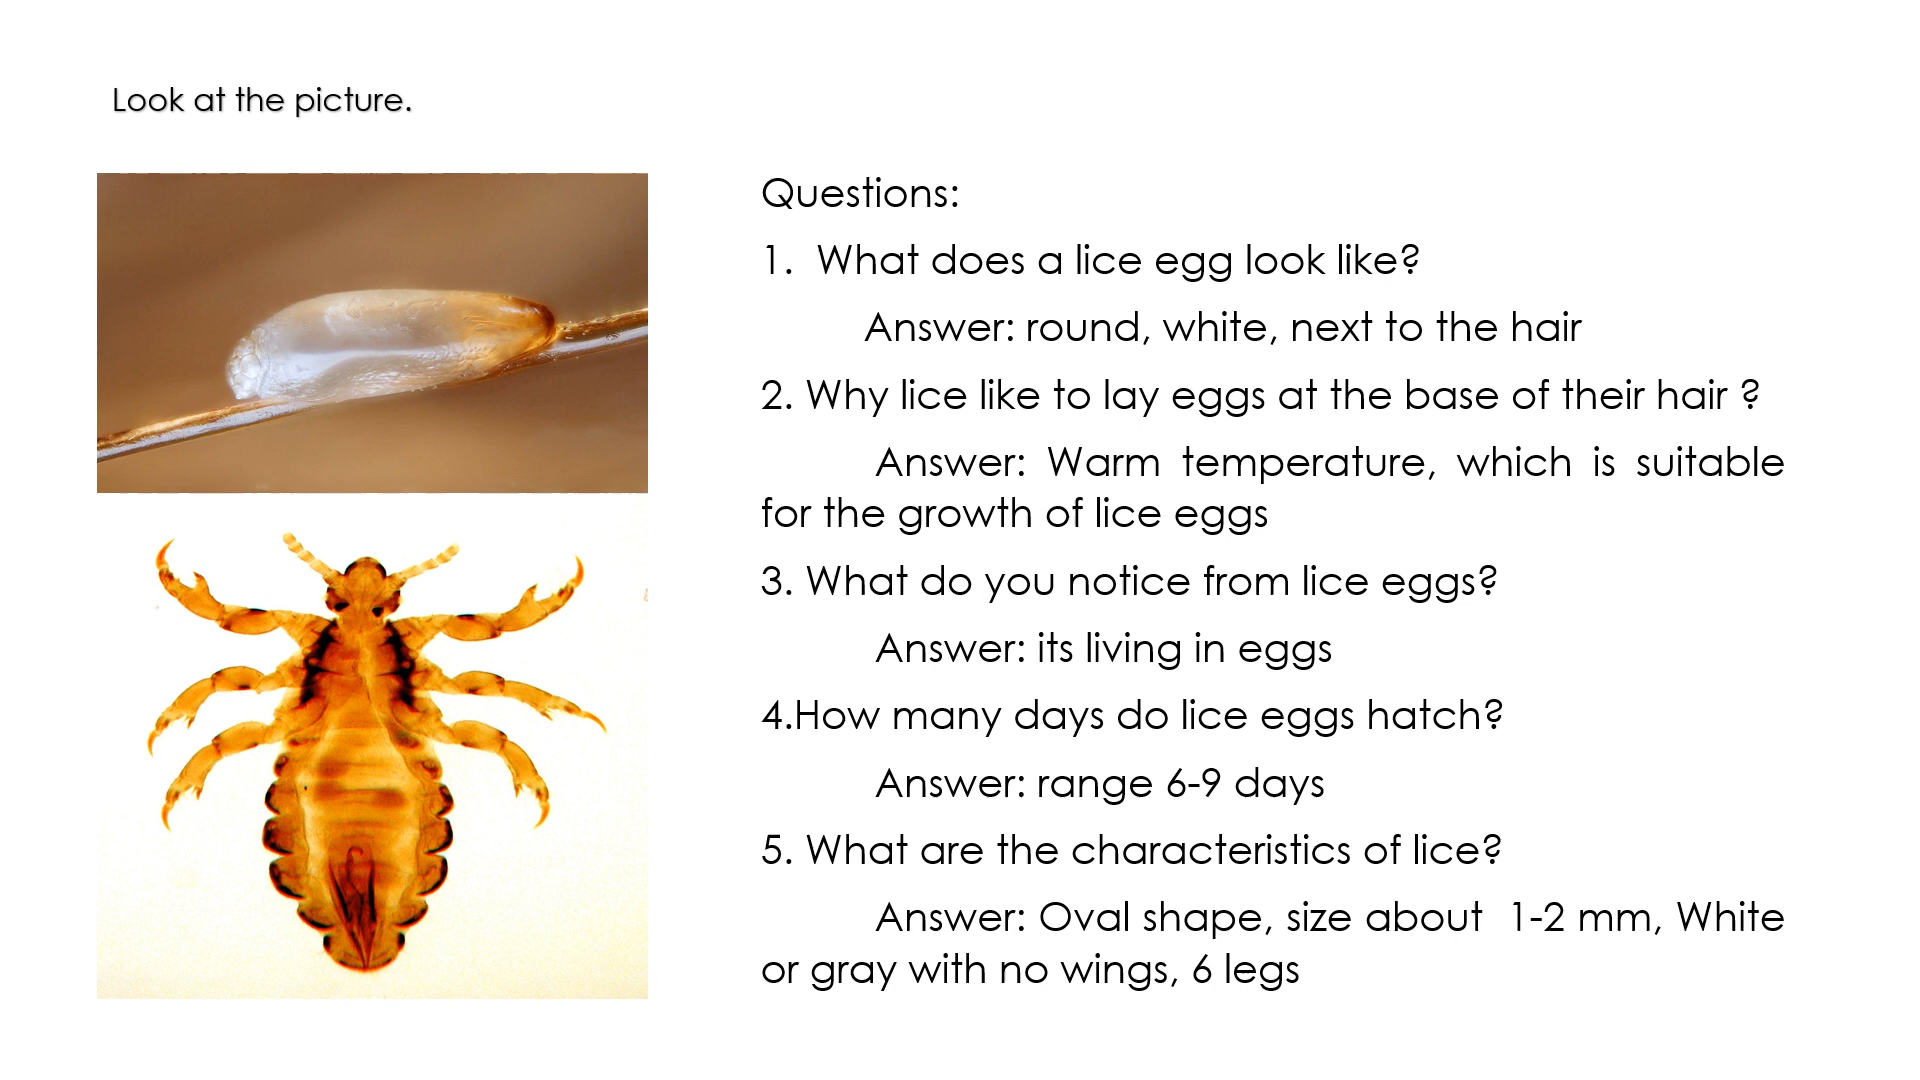 Look at the picture.
Questions:
1. What does a lice egg look like?
Answer: round, white, next to the hair
2. Why lice like to lay eggs at the base of their hair ?
Answer: Warm temperature, which is suitable
for the growth of lice eggs
3. What do you notice from lice eggs?
Answer: its living in eggs
4.How many days do lice eggs hatch?
Answer: range 6-9 days
5. What are the characteristics of lice?
Answer: Oval shape, size about 1-2 mm, White
or gray with no wings, 6 legs